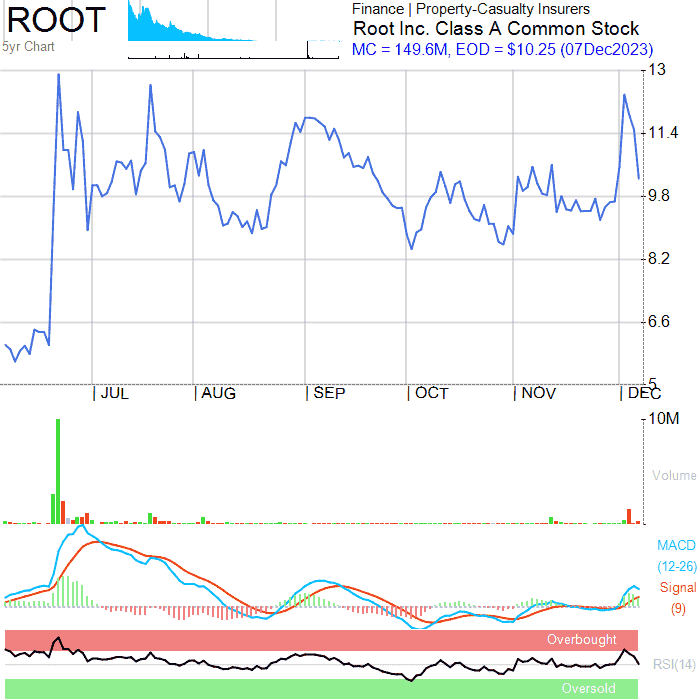 ROOT
5yr Chart
Finance | Property-Casualty Insurers
Root Inc. Class A Common Stock
MC = 149.6M, EOD = $10.25 (07Dec2023)
13
11.4
9.8
8.2
6.6
5
JUL
AUG
SEP
OCT
NOV
DEC
10M
Volume
MACD
(12-26)
Signal
(9)
Overbought
RSI(14)
Oversold